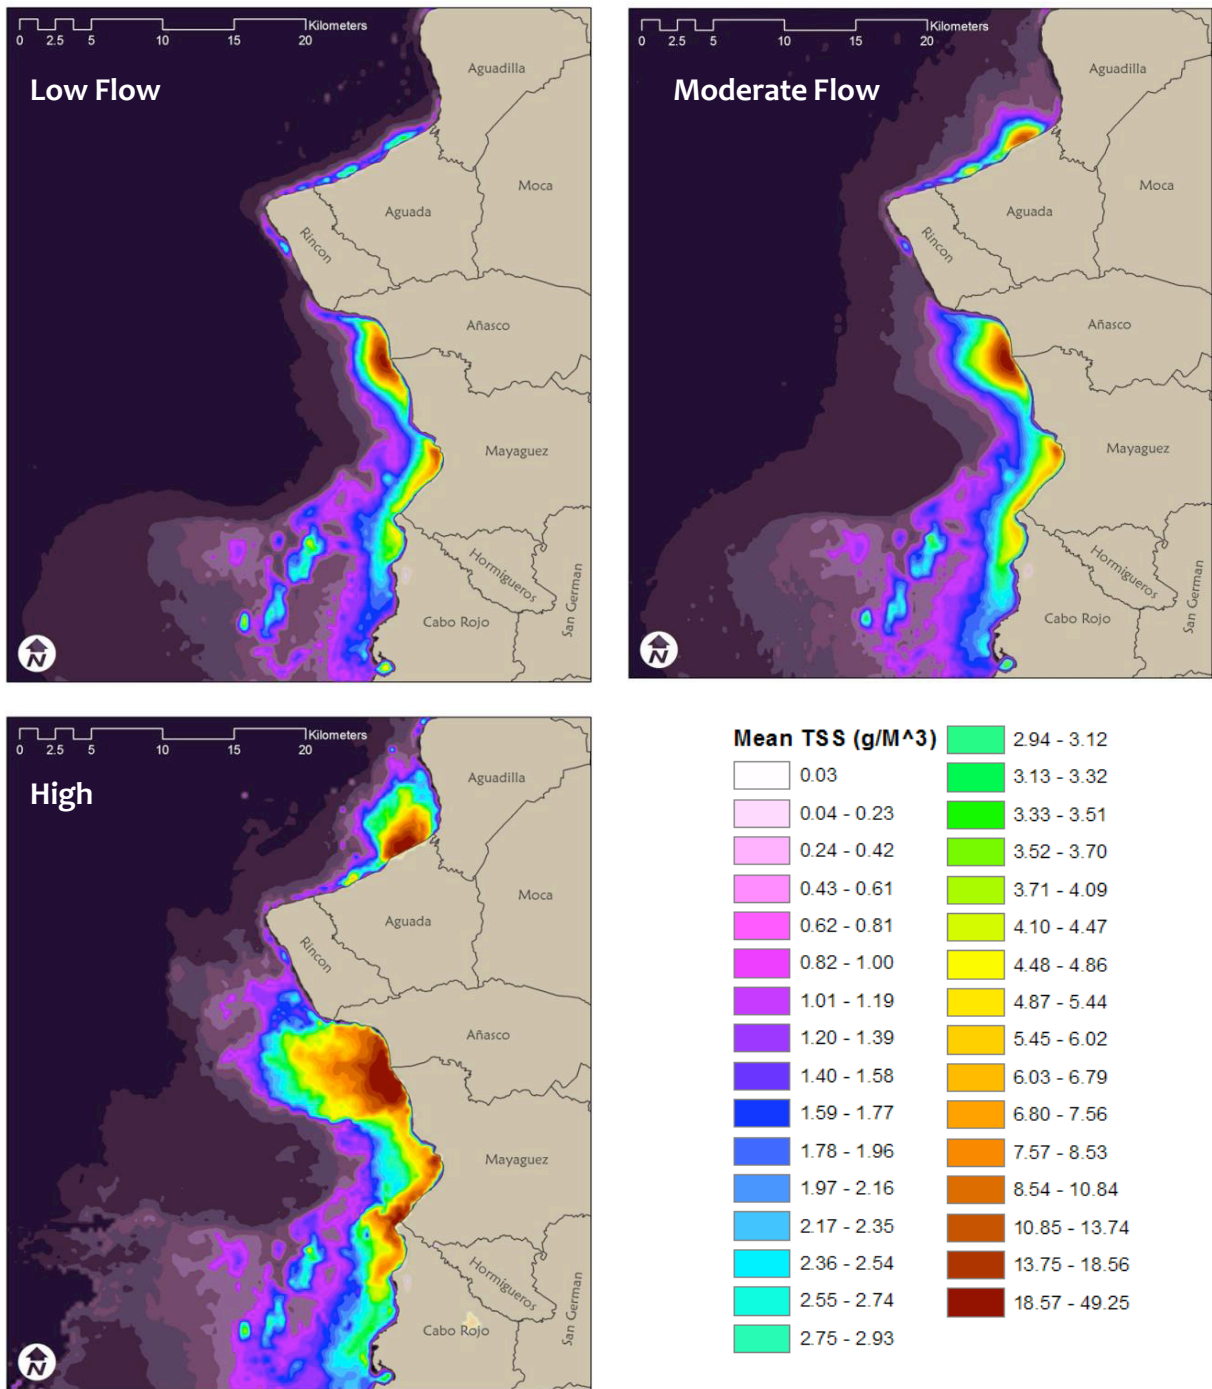 Kilometers
0 2.5 5 10 15 20
Low Flow
Aguadilla
Moca
Aguada
Rincon
Añasco
Mayaguez
Hormigueros
San German
Cabo Rojo
N
Kilometers
0 2.5 5 10 15 20
Moderate Flow
Aguadilla
Moca
Aguada
Rincon
Añasco
Mayaguez
Hormigueros
San German
Cabo Rojo
N
Kilometers
0 2.5 5 10 15 20
High
Aguadilla
Moca
Aguada
Rincon
Añasco
Mayaguez
Hormigueros
San German
Cabo Rojo
N
Mean TSS (g/M^3)
0.03
0.04 - 0.23
0.24 - 0.42
0.43 - 0.61
0.62 - 0.81
0.82 - 1.00
1.01 - 1.19
1.20 - 1.39
1.40 - 1.58
1.59 - 1.77
1.78 - 1.96
1.97 - 2.16
2.17 - 2.35
2.36 - 2.54
2.55 - 2.74
2.75 - 2.93
2.94 - 3.12
3.13 - 3.32
3.33 - 3.51
3.52 - 3.70
3.71 - 4.09
4.10 - 4.47
4.48 - 4.86
4.87 - 5.44
5.45 - 6.02
6.03 - 6.79
6.80 - 7.56
7.57 - 8.53
8.54 - 10.84
10.85 - 13.74
13.75 - 18.56
18.57 - 49.25